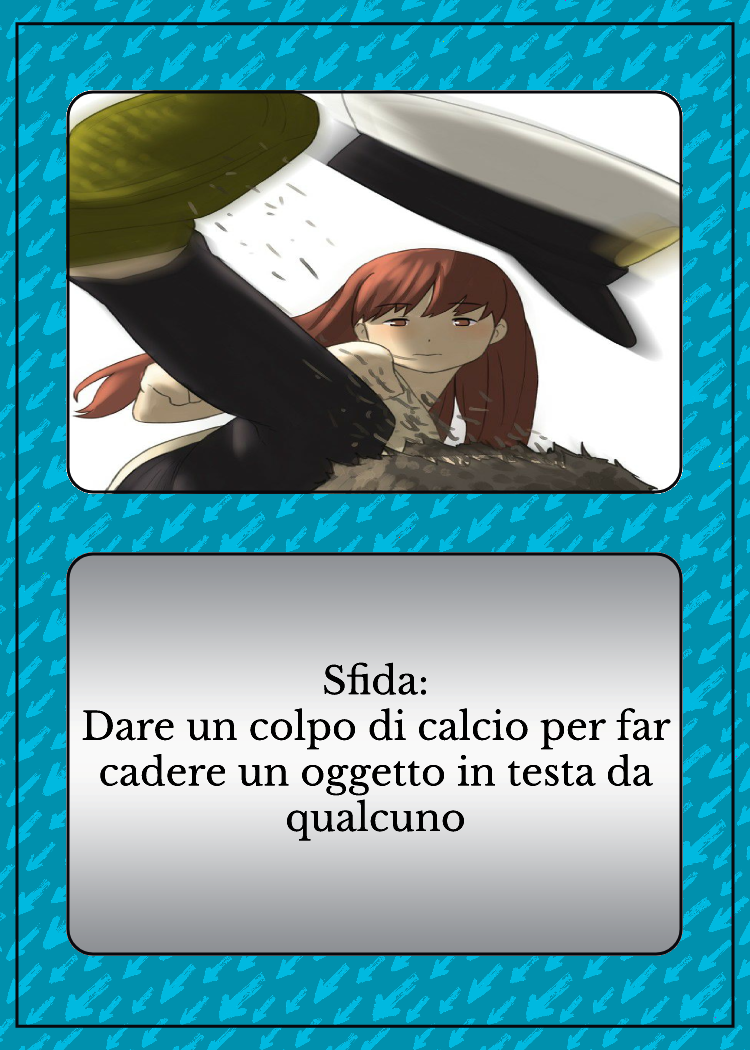 Sfida:
Dare un colpo di calcio per far
cadere un oggetto in testa da
qualcuno